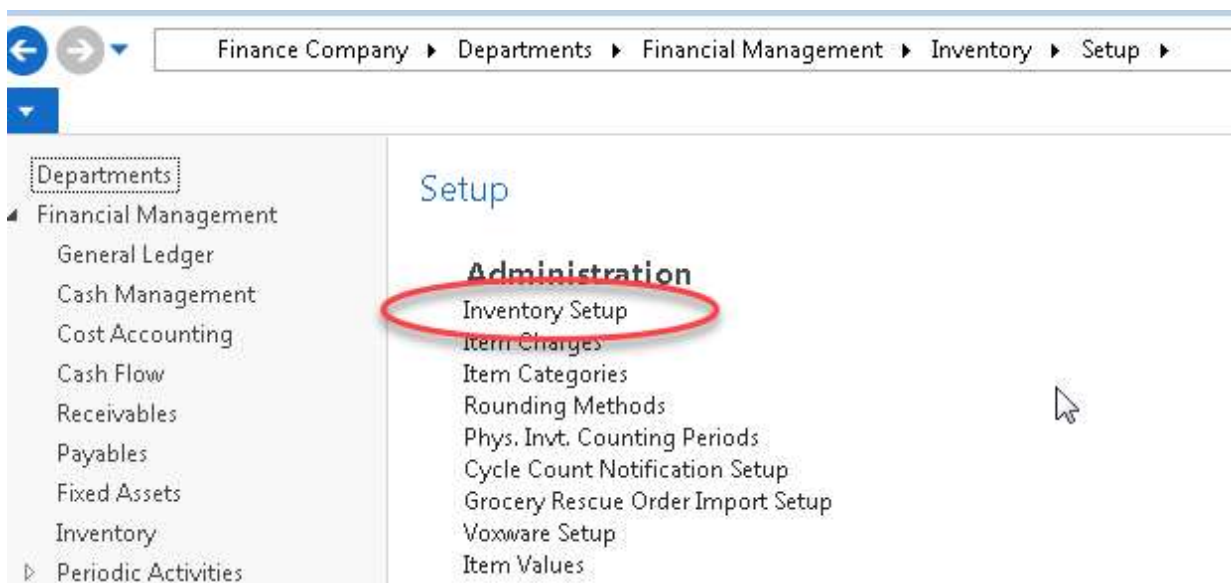 Finance Company ▸ Departments ▸ Financial Management ▸ Inventory ▸ Setup ▸
Departments
Financial Management
General Ledger
Cash Management
Cost Accounting
Cash Flow
Receivables
Payables
Fixed Assets
Inventory
Periodic Activities
Setup
Administration
Inventory Setup
Item Charges
Item Categories
Rounding Methods
Phys. Invt. Counting Periods
Cycle Count Notification Setup
Grocery Rescue Order Import Setup
Voxware Setup
Item Values